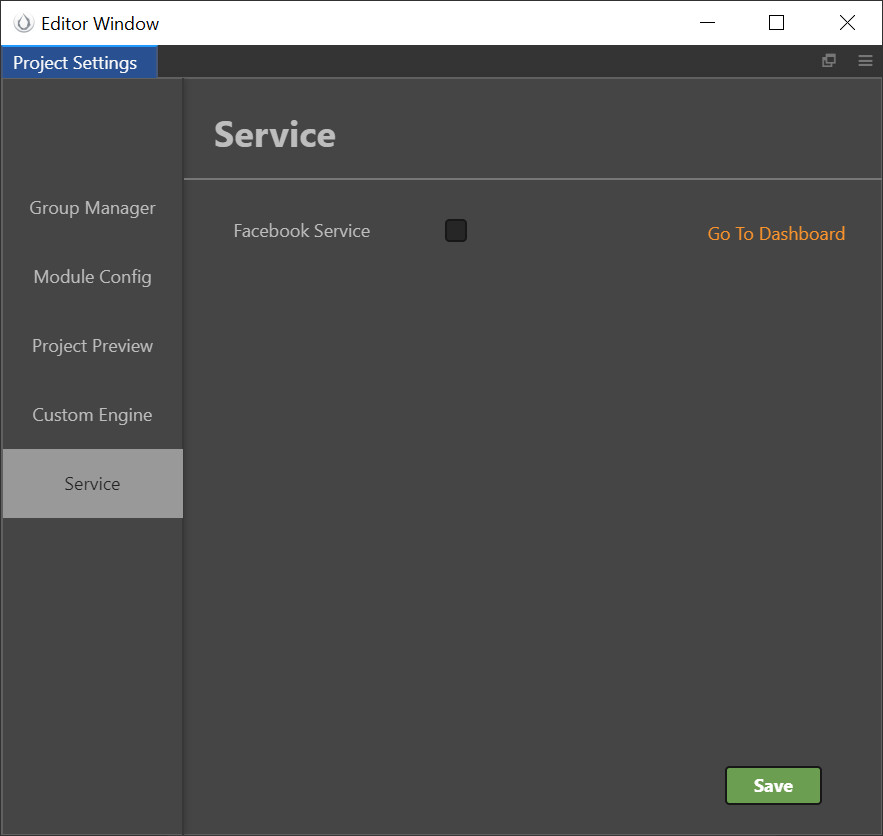 Editor Window
Project Settings
Service
Group Manager
Module Config
Project Preview
Custom Engine
Service
Facebook Service
Go To Dashboard
Save